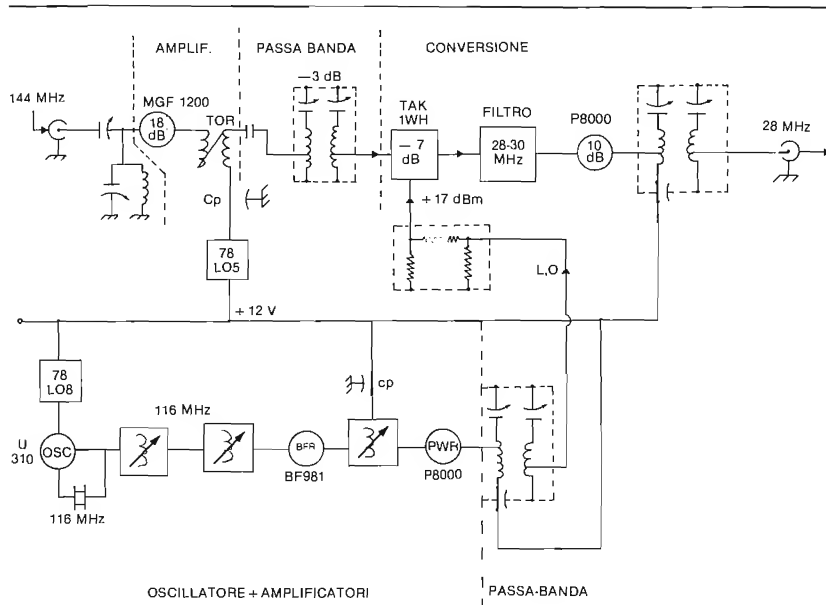 AMPLIF.
PASSA BANDA
CONVERSIONE
144 MHz
MGF 1200
18
dB
TOR
—3 dB
TAK
1WH
— 7
dB
FILTRO
28-30
MHz
P8000
10
dB
28 MHz
Cp
+17 dBm
78
LO5
L,O
+ 12 V
78
LO8
cp
U
310
OSC
116 MHz
BFR
BF981
PWR
P8000
116 MHz
OSCILLATORE + AMPLIFICATORI
PASSA-BANDA